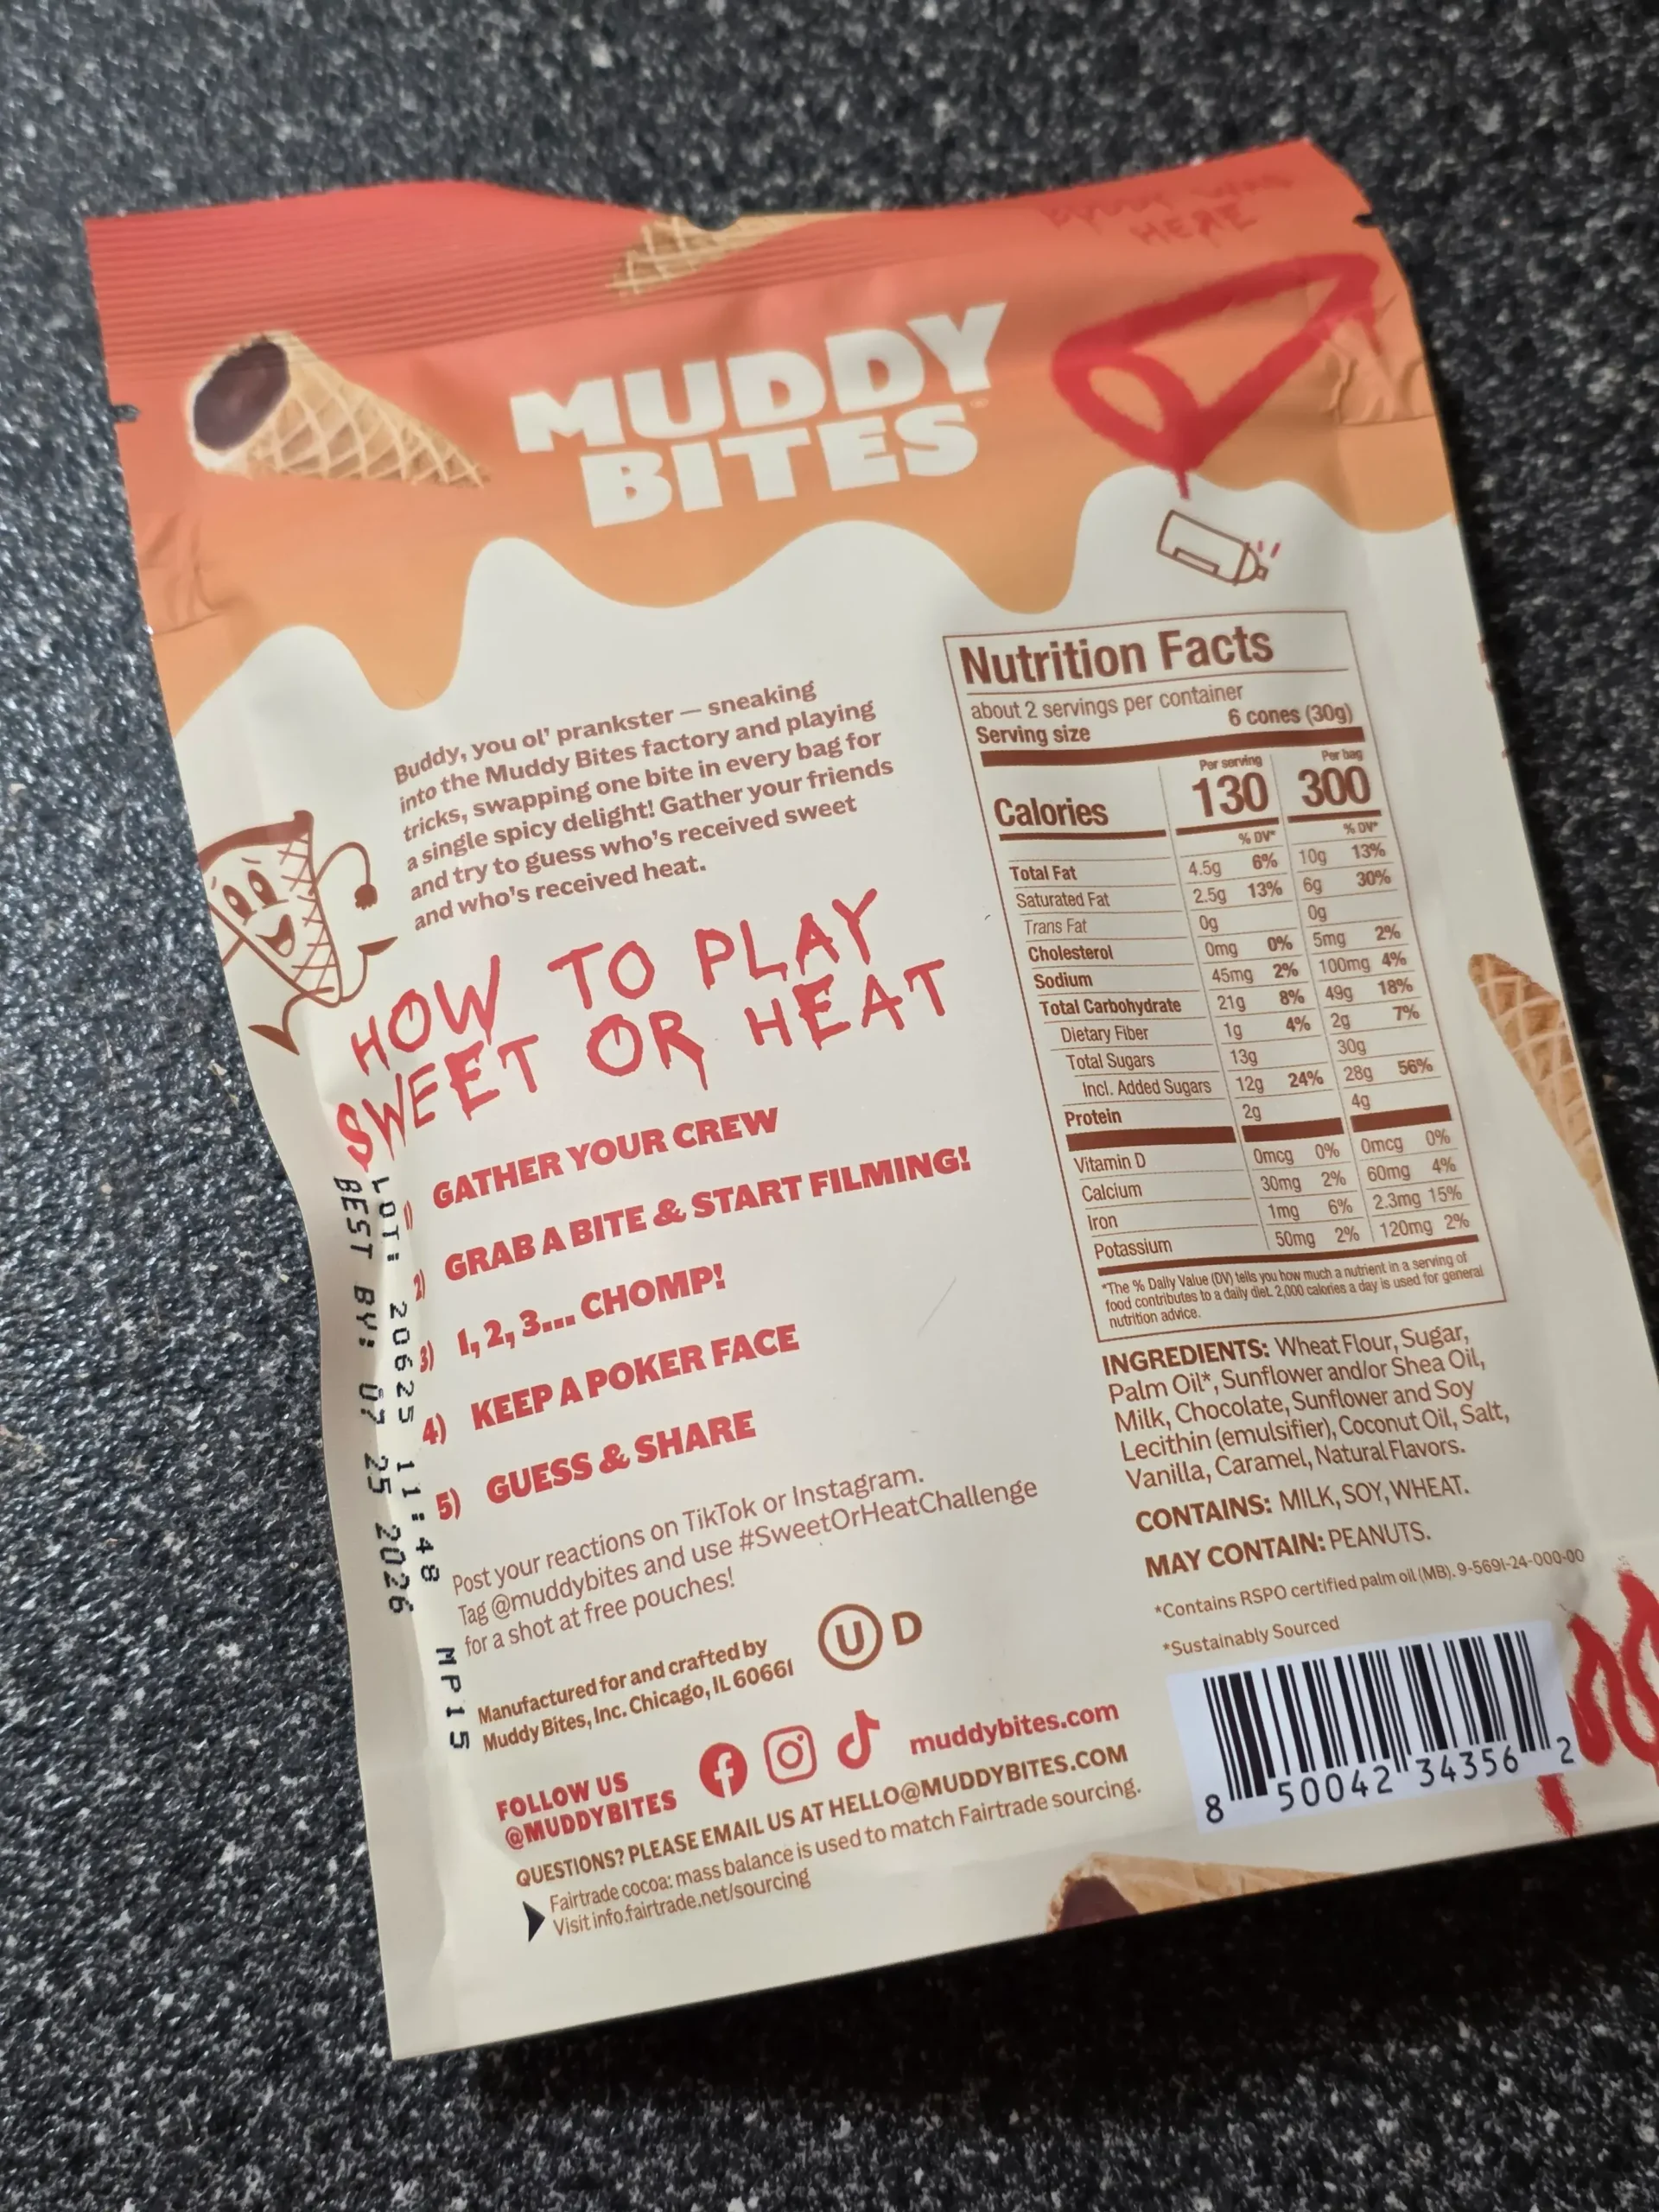 BUDDY WAS
HERE
MUDDY
BITES®
Buddy, you ol' prankster — sneaking
into the Muddy Bites factory and playing
tricks, swapping one bite in every bag for
a single spicy delight! Gather your friends
and try to guess who's received sweet
and who's received heat.
HOW TO PLAY
SWEET OR HEAT
1) GATHER YOUR CREW
2) GRAB A BITE & START FILMING!
3) 1, 2, 3... CHOMP!
4) KEEP A POKER FACE
5) GUESS & SHARE
Post your reactions on TikTok or Instagram.
Tag @muddybites and use #SweetOrHeatChallenge
for a shot at free pouches!
LOT: 20625 11:48 MP15
BEST BY: 07 25 2026
Manufactured for and crafted by
Muddy Bites, Inc. Chicago, IL 60661
U D
FOLLOW US
@MUDDYBITES
muddybites.com
QUESTIONS? PLEASE EMAIL US AT HELLO@MUDDYBITES.COM
Fairtrade cocoa: mass balance is used to match Fairtrade sourcing.
Visit info.fairtrade.net/sourcing
Nutrition Facts
about 2 servings per container
Serving size 6 cones (30g)
Per serving Per bag
Calories 130 300
% DV* % DV*
Total Fat 4.5g 6% 10g 13%
Saturated Fat 2.5g 13% 6g 30%
Trans Fat 0g 0g
Cholesterol 0mg 0% 5mg 2%
Sodium 45mg 2% 100mg 4%
Total Carbohydrate 21g 8% 49g 18%
Dietary Fiber 1g 4% 2g 7%
Total Sugars 13g 30g
Incl. Added Sugars 12g 24% 28g 56%
Protein 2g 4g
Vitamin D 0mcg 0% 0mcg 0%
Calcium 30mg 2% 60mg 4%
Iron 1mg 6% 2.3mg 15%
Potassium 50mg 2% 120mg 2%
*The % Daily Value (DV) tells you how much a nutrient in a serving of
food contributes to a daily diet. 2,000 calories a day is used for general
nutrition advice.
INGREDIENTS: Wheat Flour, Sugar,
Palm Oil*, Sunflower and/or Shea Oil,
Milk, Chocolate, Sunflower and Soy
Lecithin (emulsifier), Coconut Oil, Salt,
Vanilla, Caramel, Natural Flavors.
CONTAINS: MILK, SOY, WHEAT.
MAY CONTAIN: PEANUTS.
*Contains RSPO certified palm oil (MB). 9-5691-24-000-00
*Sustainably Sourced
8 50042 34356 2